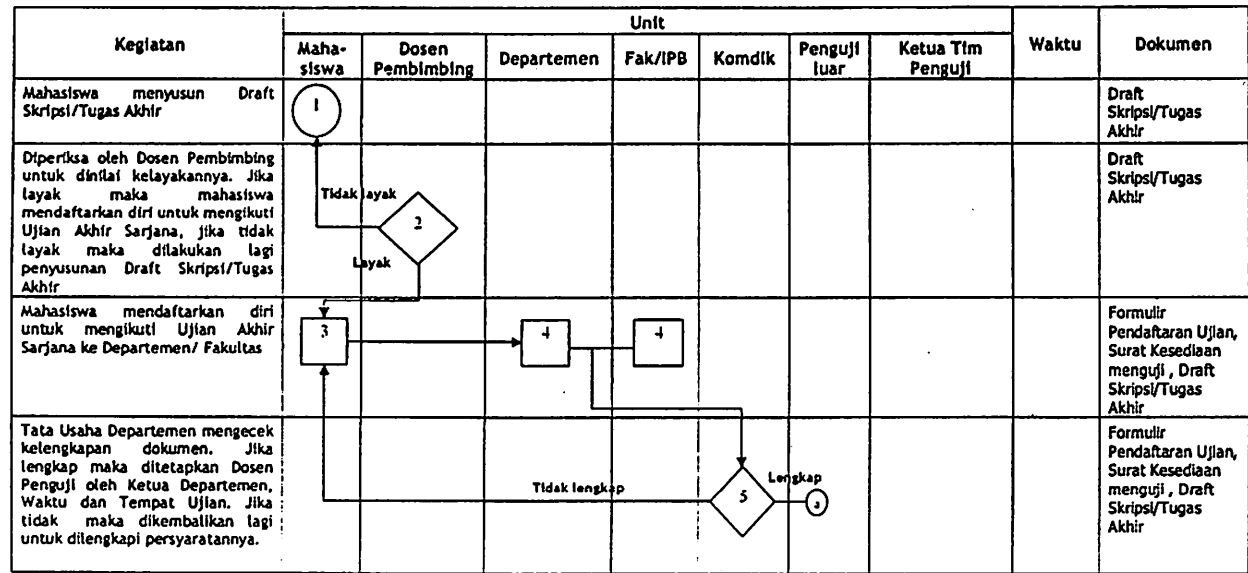 Kegiatan
Unit
Waktu
Dokumen
Maha-
siswa
Dosen
Pembimbing
Departemen
Fak/IPB
Komdik
Penguji
luar
Ketua Tim
Penguji
Mahasiswa menyusun Draft
Skripsi/Tugas Akhir
1
Draft
Skripsi/Tugas
Akhir
Diperiksa oleh Dosen Pembimbing
untuk dinilai kelayakannya. Jika
layak maka mahasiswa
mendaftarkan diri untuk mengikuti
Ujian Akhir Sarjana, jika tidak
layak maka dilakukan lagi
penyusunan Draft Skripsi/Tugas
Akhir
Tidak layak
2
Layak
Draft
Skripsi/Tugas
Akhir
Mahasiswa mendaftarkan diri
untuk mengikuti Ujian Akhir
Sarjana ke Departemen/ Fakultas
3
4
4
Formulir
Pendaftaran Ujian,
Surat Kesediaan
menguji , Draft
Skripsi/Tugas
Akhir
Tata Usaha Departemen mengecek
kelengkapan dokumen. Jika
lengkap maka ditetapkan Dosen
Penguji oleh Ketua Departemen,
Waktu dan Tempat Ujian. Jika
tidak maka dikembalikan lagi
untuk dilengkapi persyaratannya.
Tidak lengkap
5
Lengkap
a
Formulir
Pendaftaran Ujian,
Surat Kesediaan
menguji , Draft
Skripsi/Tugas
Akhir